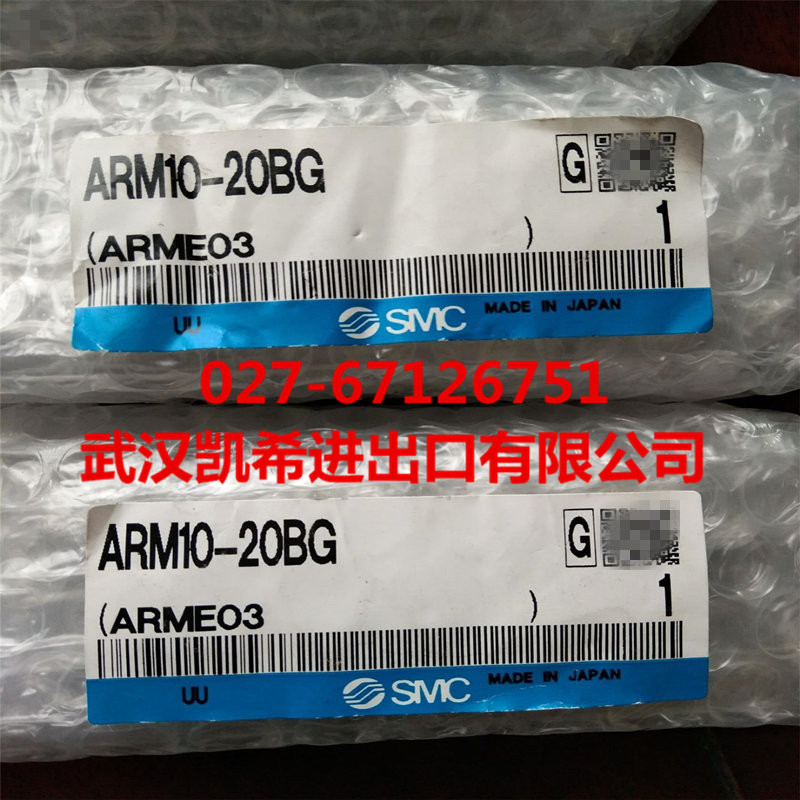 ARM10-20BG
G
(ARME03 )
1
UU SMC MADE IN JAPAN
027-67126751
武汉凯希进出口有限公司
ARM10-20BG
G
(ARME03 )
1
UU SMC MADE IN JAPAN